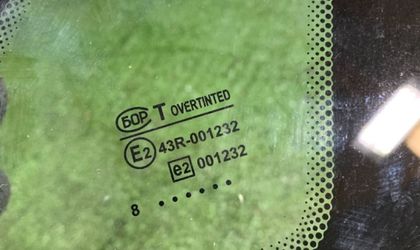 БОР T OVERTINTED
E2 43R-001232
e2 001232
8 ......